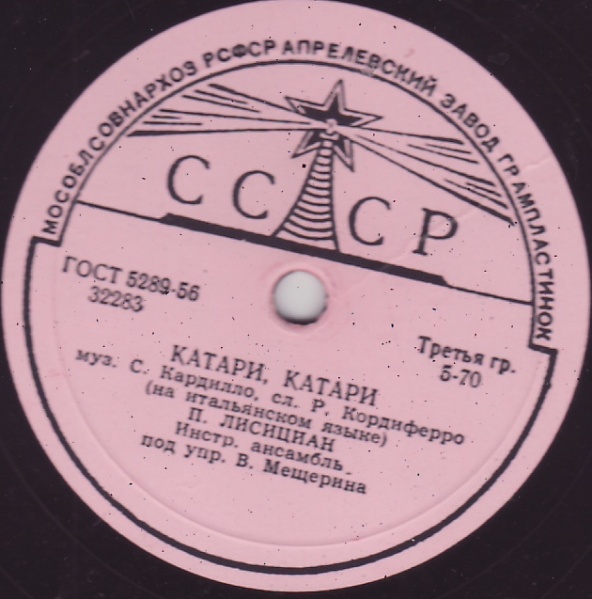 МОСОБЛСОВНАРХОЗ РСФСР АПРЕЛЕВСКИЙ ЗАВОД ГРАМПЛАСТИНОК
СССР
ГОСТ 5289-56
32283
Третья гр.
5-70
КАТАРИ, КАТАРИ
муз. С. Кардилло, сл. Р. Кордиферро
(на итальянском языке)
П. ЛИСИЦИАН
Инстр. ансамбль
под упр. В. Мещерина